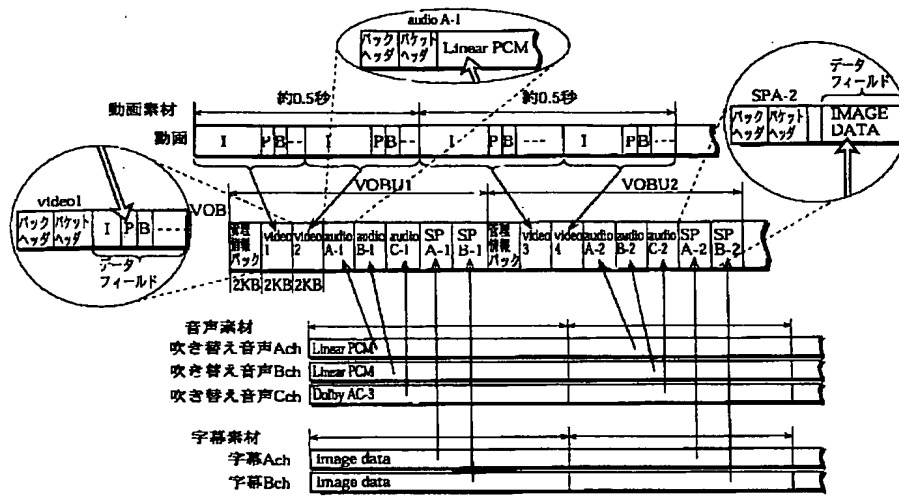 audio A-1
パック
ヘッダ
パケット
ヘッダ
Linear PCM
動画素材
約0.5秒
約0.5秒
動画
I
P
B
---
I
P
B
---
I
P
B
---
I
P
B
---
SPA-2
データ
フィールド
パック
ヘッダ
パケット
ヘッダ
IMAGE
DATA
video1
パック
ヘッダ
パケット
ヘッダ
I
P
B
----
データ
フィールド
VOB
VOBU1
VOBU2
管理
情報
パック
video
1
video
2
audio
A-1
audio
B-1
audio
C-1
SP
A-1
SP
B-1
管理
情報
パック
video
3
video
4
audio
A-2
audio
B-2
audio
C-2
SP
A-2
SP
B-2
2KB
2KB
2KB
音声素材
吹き替え音声Ach
Linear PCM
吹き替え音声Bch
Linear PCM
吹き替え音声Cch
Dolby AC-3
字幕素材
字幕Ach
image data
字幕Bch
image data